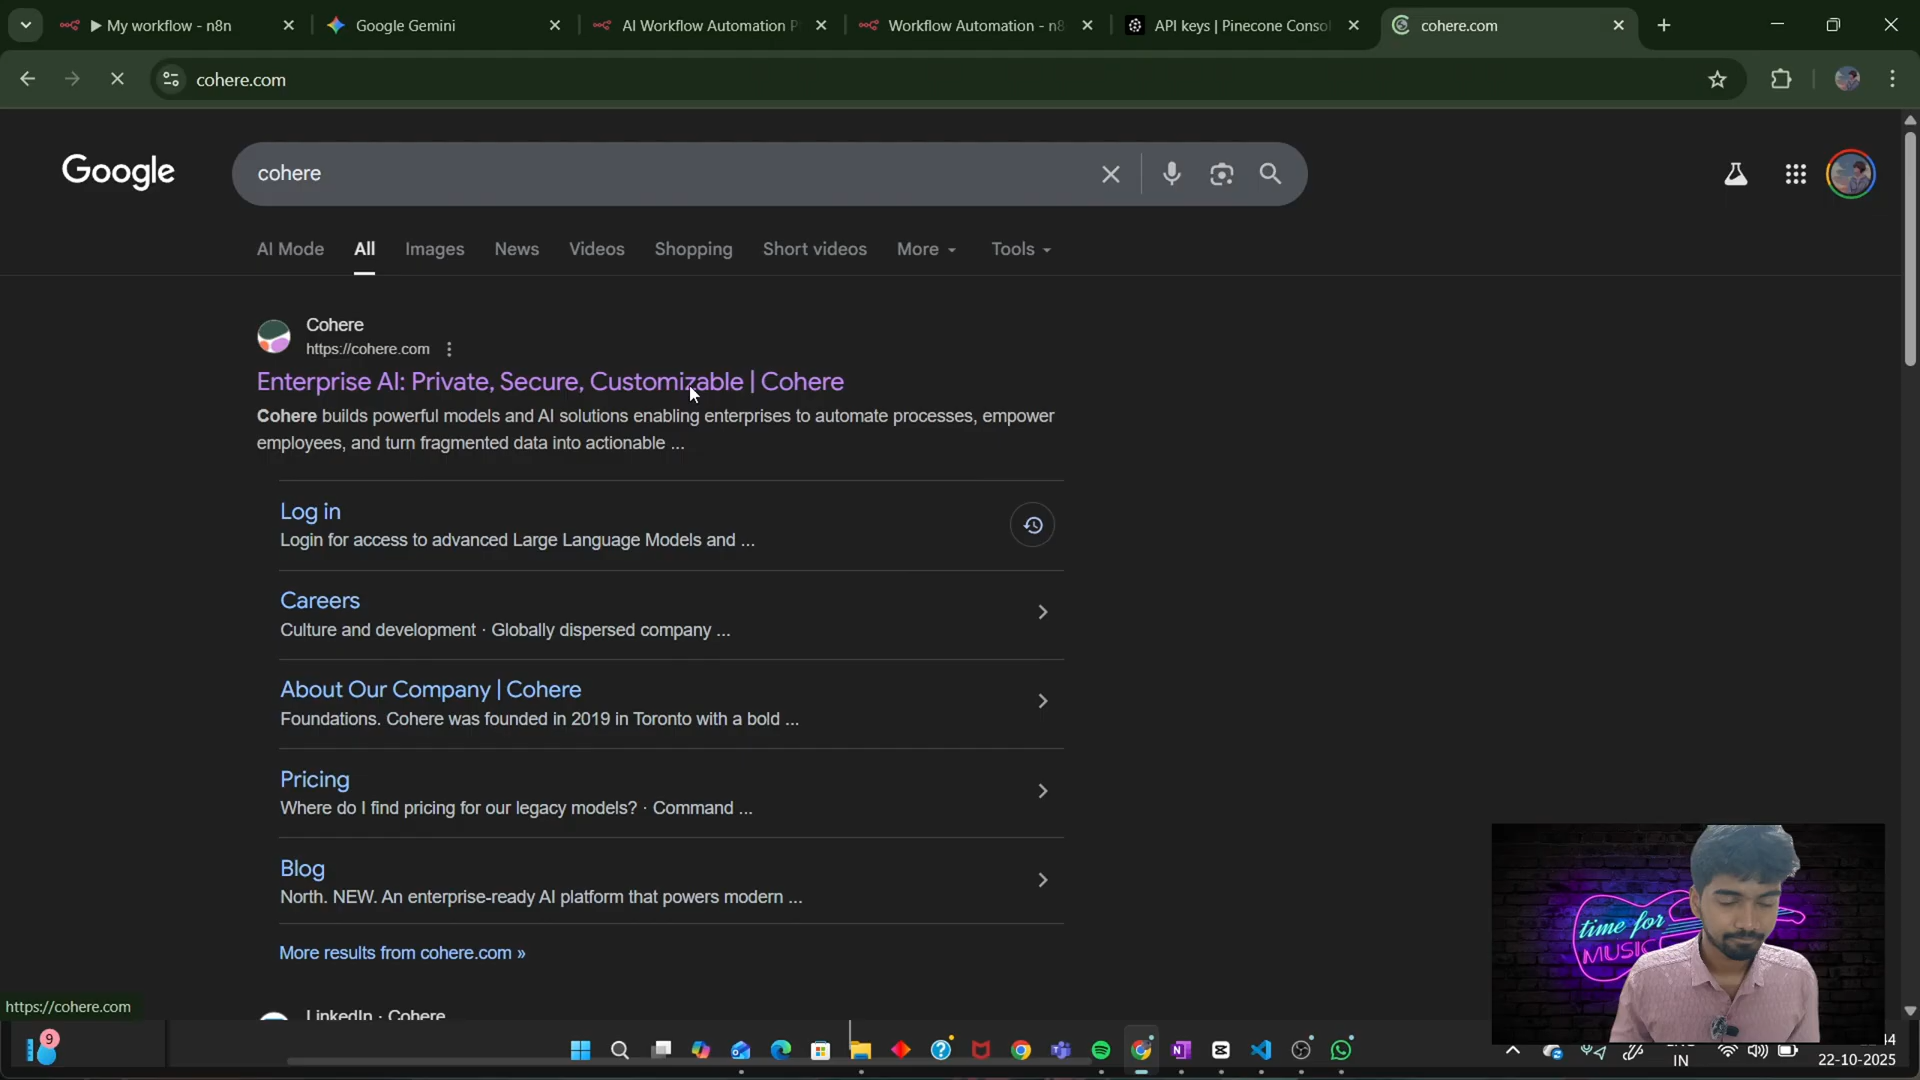 My workflow - n8n
Google Gemini
AI Workflow Automation P
Workflow Automation - n8
API keys | Pinecone Consol
cohere.com
cohere.com
Google
cohere
AI Mode
All
Images
News
Videos
Shopping
Short videos
More
Tools
Cohere
https://cohere.com
Enterprise AI: Private, Secure, Customizable | Cohere
Cohere builds powerful models and AI solutions enabling enterprises to automate processes, empower
employees, and turn fragmented data into actionable ...
Log in
Login for access to advanced Large Language Models and ...
Careers
Culture and development · Globally dispersed company ...
About Our Company | Cohere
Foundations. Cohere was founded in 2019 in Toronto with a bold ...
Pricing
Where do I find pricing for our legacy models? · Command ...
Blog
North. NEW. An enterprise-ready AI platform that powers modern ...
More results from cohere.com »
LinkedIn · Cohere
https://cohere.com
time for
MUSIC
9
IN
44
22-10-2025